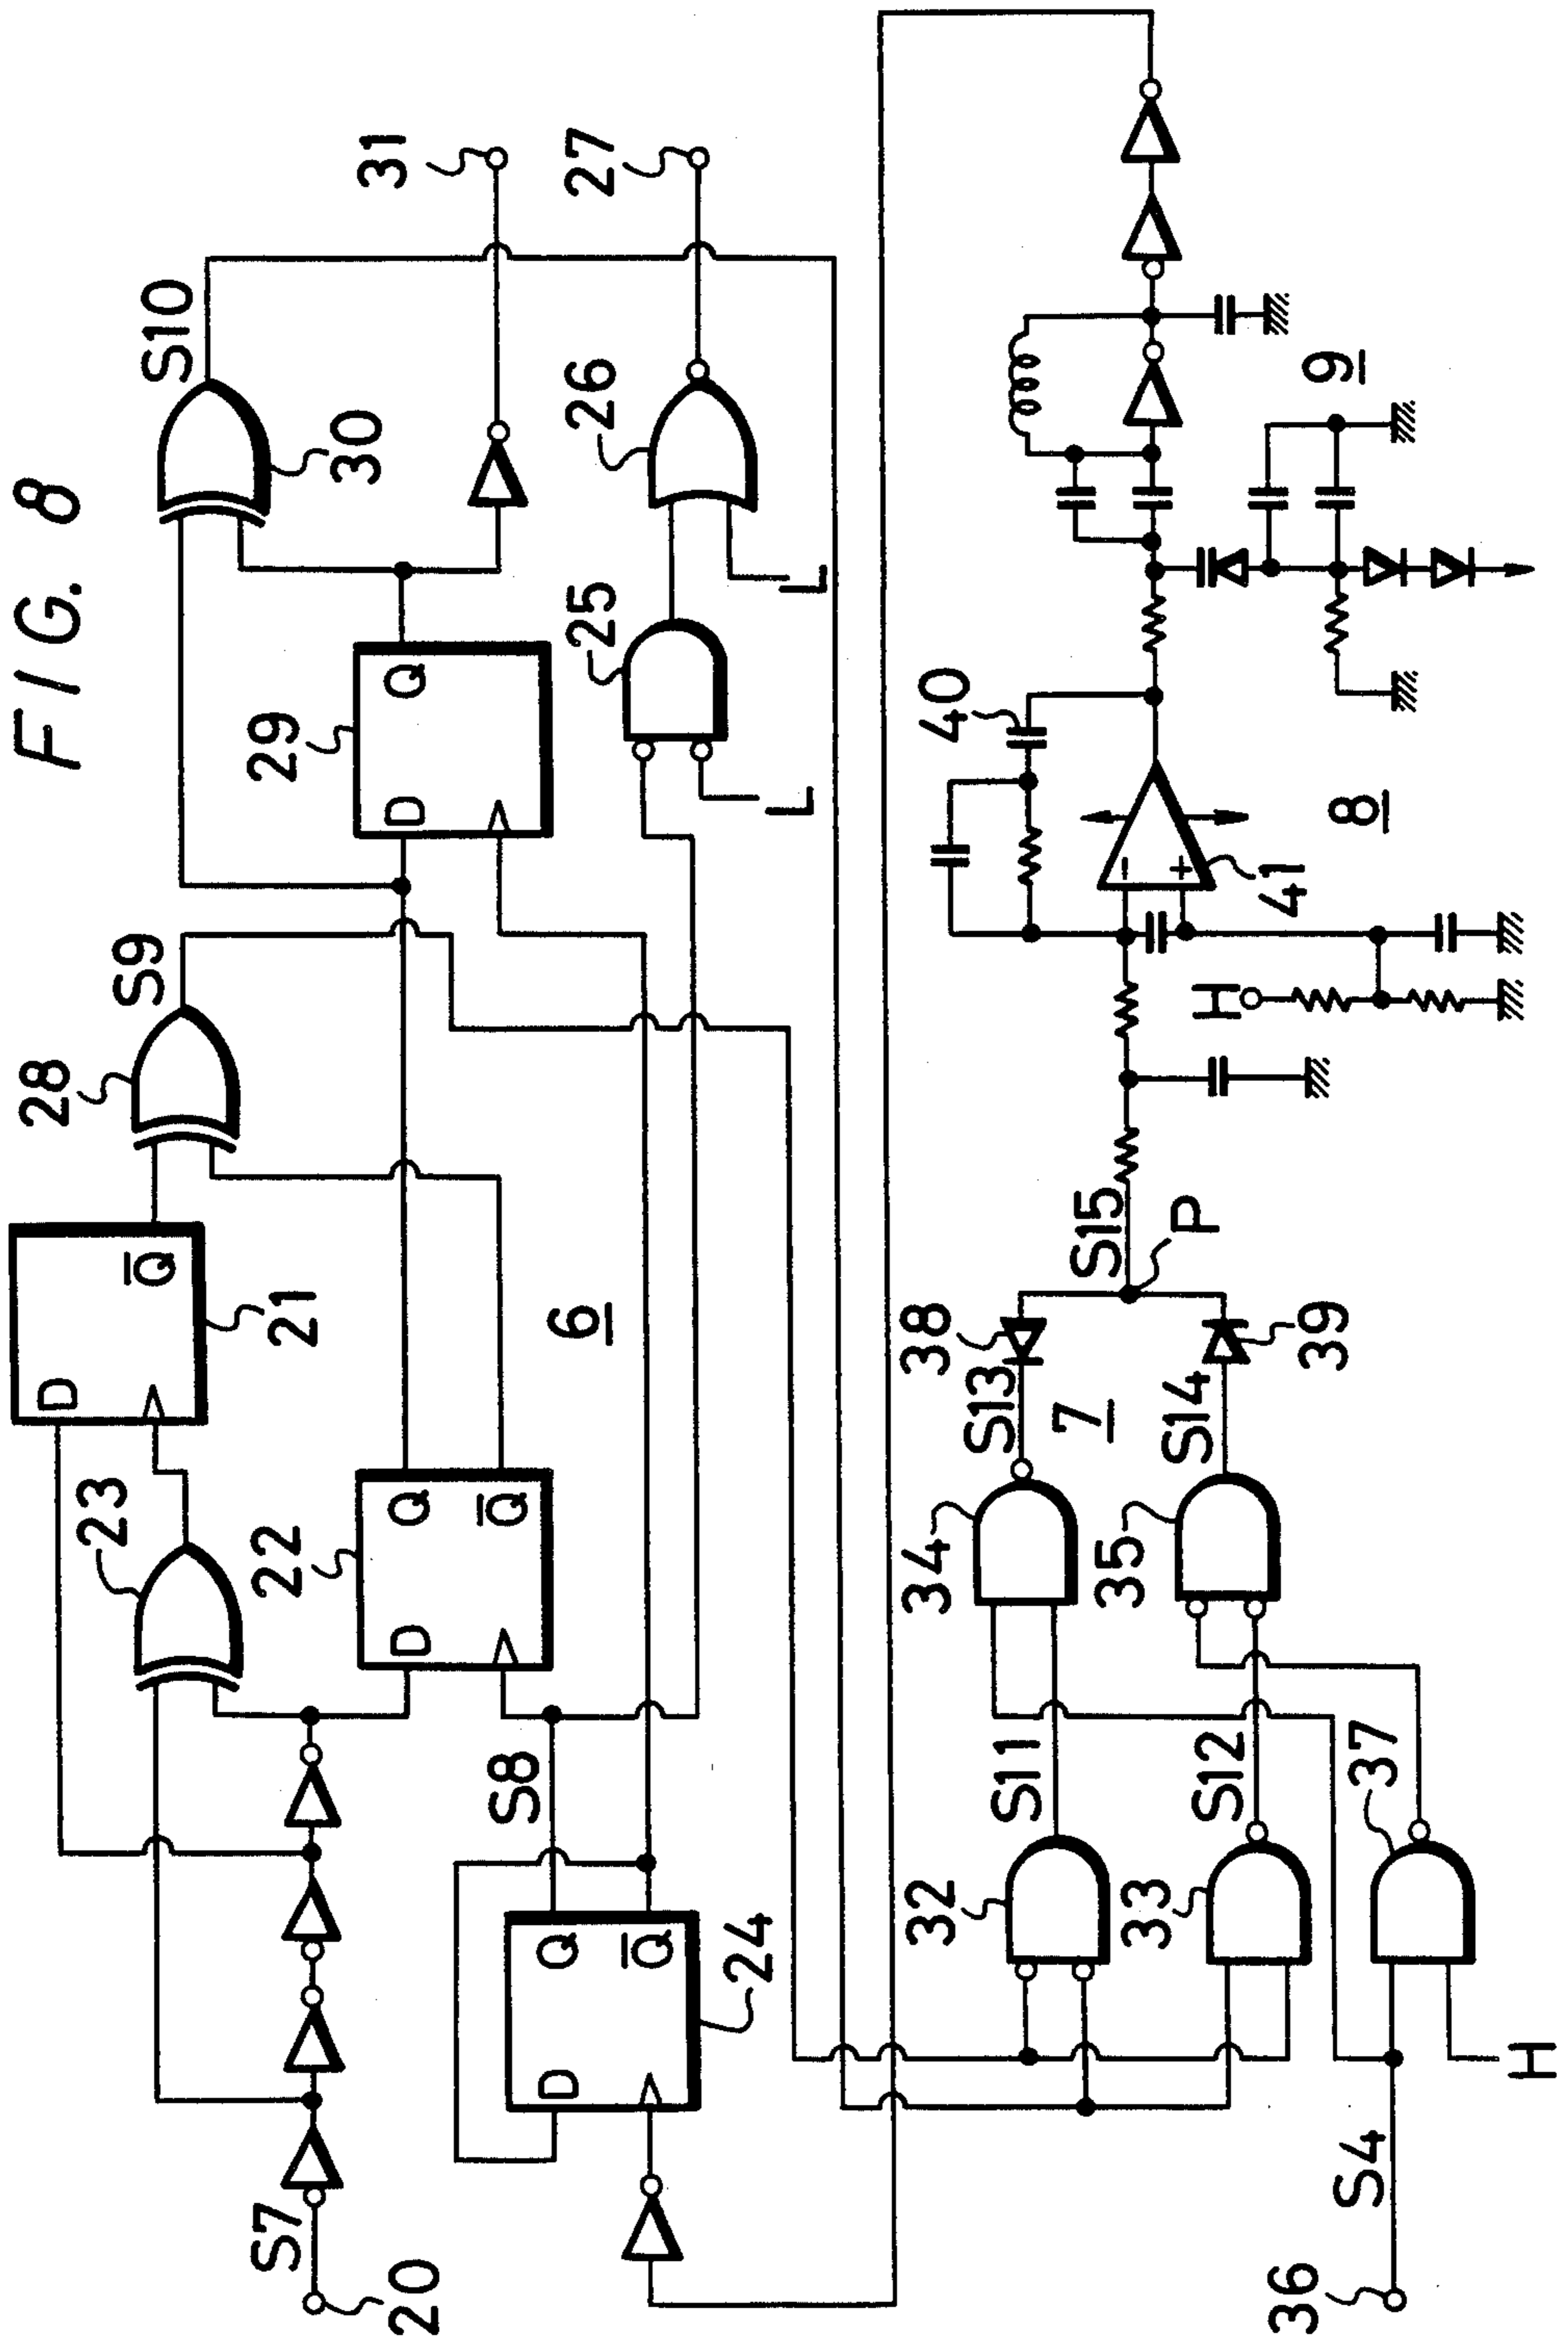 FIG. 8
S7
20
23
D
Q̅
21
28
S9
S10
30
31
22
D
Q
Q̅
29
D
Q
S8
D
Q
Q̅
24
6
25
L
26
L
27
36
S4
H
32
33
37
S11
S12
34
35
S13
S14
7
38
39
S15
P
H
40
41
−
+
8
9